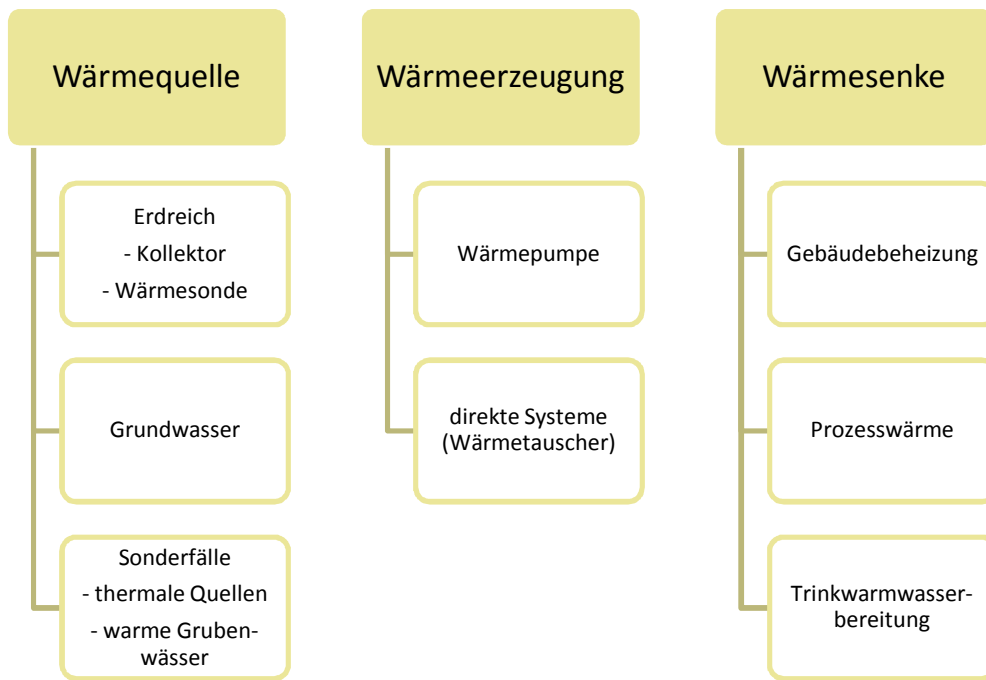 Wärmequelle
Erdreich
- Kollektor
- Wärmesonde
Grundwasser
Sonderfälle
- thermale Quellen
- warme Gruben-
wässer
Wärmeerzeugung
Wärmepumpe
direkte Systeme
(Wärmetauscher)
Wärmesenke
Gebäudebeheizung
Prozesswärme
Trinkwarmwasser-
bereitung